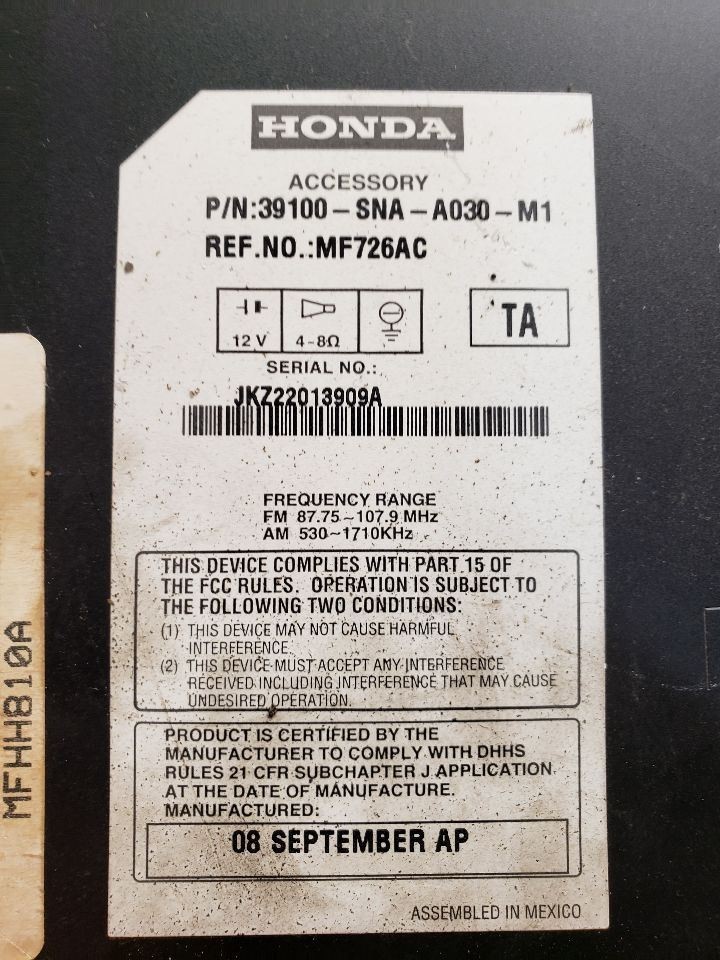 HONDA
ACCESSORY
P/N:39100-SNA-A030-M1
REF.NO.:MF726AC
12 V 4-8Ω
TA
SERIAL NO.:
JKZ22013909A
FREQUENCY RANGE
FM 87.75~107.9 MHz
AM 530~1710KHz
THIS DEVICE COMPLIES WITH PART 15 OF
THE FCC RULES. OPERATION IS SUBJECT TO
THE FOLLOWING TWO CONDITIONS:
(1) THIS DEVICE MAY NOT CAUSE HARMFUL
INTERFERENCE.
(2) THIS DEVICE MUST ACCEPT ANY INTERFERENCE
RECEIVED INCLUDING INTERFERENCE THAT MAY CAUSE
UNDESIRED OPERATION.
PRODUCT IS CERTIFIED BY THE
MANUFACTURER TO COMPLY WITH DHHS
RULES 21 CFR SUBCHAPTER J APPLICATION
AT THE DATE OF MANUFACTURE.
MANUFACTURED:
08 SEPTEMBER AP
ASSEMBLED IN MEXICO
MFHH810A